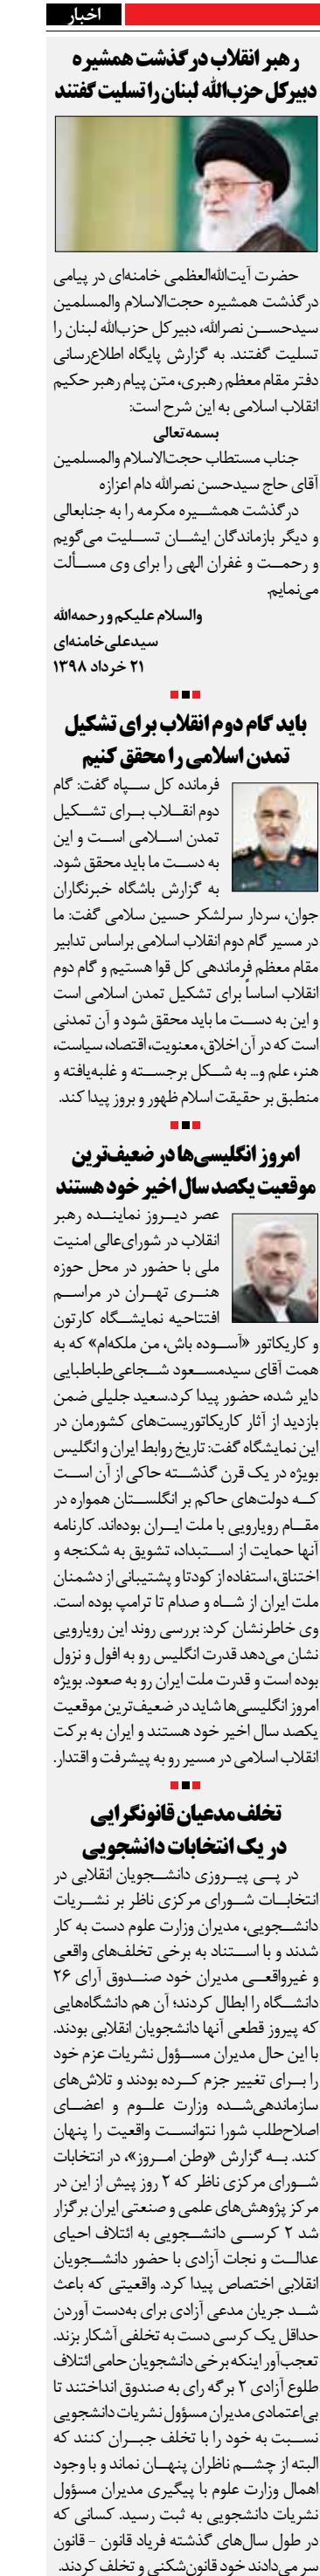 اخبار
رهبر انقلاب درگذشت همشیره
دبیرکل حزب‌الله لبنان را تسلیت گفتند
حضرت آیت‌الله‌العظمی خامنه‌ای در پیامی
درگذشت همشیره حجت‌الاسلام والمسلمین
سیدحسن نصرالله، دبیرکل حزب‌الله لبنان را
تسلیت گفتند. به گزارش پایگاه اطلاع‌رسانی
دفتر مقام معظم رهبری، متن پیام رهبر حکیم
انقلاب اسلامی به این شرح است:
بسمه تعالی
جناب مستطاب حجت‌الاسلام والمسلمین
آقای حاج سیدحسن نصرالله دام اعزازه
درگذشت همشیره مکرمه را به جنابعالی
و دیگر بازماندگان ایشان تسلیت می‌گویم
و رحمت و غفران الهی را برای وی مسألت
می‌نمایم.
والسلام علیکم و رحمه‌الله
سیدعلی خامنه‌ای
۲۱ خرداد ۱۳۹۸
باید گام دوم انقلاب برای تشکیل
تمدن اسلامی را محقق کنیم
فرمانده کل سپاه گفت: گام
دوم انقلاب برای تشکیل
تمدن اسلامی است و این
به دست ما باید محقق شود.
به گزارش باشگاه خبرنگاران
جوان، سردار سرلشکر حسین سلامی گفت: ما
در مسیر گام دوم انقلاب اسلامی براساس تدابیر
مقام معظم فرماندهی کل قوا هستیم و گام دوم
انقلاب اساساً برای تشکیل تمدن اسلامی است
و این به دست ما باید محقق شود و آن تمدنی
است که در آن اخلاق، معنویت، اقتصاد، سیاست،
هنر، علم و... به شکل برجسته و غلبه‌یافته و
منطبق بر حقیقت اسلام ظهور و بروز پیدا کند.
امروز انگلیسی‌ها در ضعیف‌ترین
موقعیت یکصد سال اخیر خود هستند
عصر دیروز نماینده رهبر
انقلاب در شورای‌عالی امنیت
ملی با حضور در محل حوزه
هنری تهران در مراسم
افتتاحیه نمایشگاه کارتون
و کاریکاتور «آسوده باش، من ملکه‌ام» که به
همت آقای سیدمسعود شجاعی‌طباطبایی
دایر شده، حضور پیدا کرد.سعید جلیلی ضمن
بازدید از آثار کاریکاتوریست‌های کشورمان در
این نمایشگاه گفت: تاریخ روابط ایران و انگلیس
بویژه در یک قرن گذشته حاکی از آن است
که دولت‌های حاکم بر انگلستان همواره در
مقام رویارویی با ملت ایران بوده‌اند. کارنامه
آنها حمایت از استبداد، تشویق به شکنجه و
اختناق، استفاده از کودتا و پشتیبانی از دشمنان
ملت ایران از شاه و صدام تا ترامپ بوده است.
وی خاطرنشان کرد: بررسی روند این رویارویی
نشان می‌دهد قدرت انگلیس رو به افول و نزول
بوده است و قدرت ملت ایران رو به صعود. بویژه
امروز انگلیسی‌ها شاید در ضعیف‌ترین موقعیت
یکصد سال اخیر خود هستند و ایران به برکت
انقلاب اسلامی در مسیر رو به پیشرفت و اقتدار.
تخلف مدعیان قانونگرایی
در یک انتخابات دانشجویی
در پی پیروزی دانشجویان انقلابی در
انتخابات شورای مرکزی ناظر بر نشریات
دانشجویی، مدیران وزارت علوم دست به کار
شدند و با استناد به برخی تخلف‌های واقعی
و غیرواقعی مدیران خود صندوق آرای ۲۶
دانشگاه را ابطال کردند؛ آن هم دانشگاه‌هایی
که پیروز قطعی آنها دانشجویان انقلابی بودند.
با این حال مدیران مسؤول نشریات عزم خود
را برای تغییر جزم کرده بودند و تلاش‌های
سازماندهی‌شده وزارت علوم و اعضای
اصلاح‌طلب شورا نتوانست واقعیت را پنهان
کند. به گزارش «وطن امروز»، در انتخابات
شورای مرکزی ناظر که ۲ روز پیش از این در
مرکز پژوهش‌های علمی و صنعتی ایران برگزار
شد ۲ کرسی دانشجویی به ائتلاف احیای
عدالت و نجات آزادی با حضور دانشجویان
انقلابی اختصاص پیدا کرد. واقعیتی که باعث
شد جریان مدعی آزادی برای به‌دست آوردن
حداقل یک کرسی دست به تخلفی آشکار بزند.
تعجب‌آور اینکه برخی دانشجویان حامی ائتلاف
طلوع آزادی ۲ برگه رای به صندوق انداختند تا
بی‌اعتمادی مدیران مسؤول نشریات دانشجویی
نسبت به خود را با تخلف جبران کنند که
البته از چشم ناظران پنهان نماند و با وجود
اهمال وزارت علوم با پیگیری مدیران مسؤول
نشریات دانشجویی به ثبت رسید. کسانی که
در طول سال‌های گذشته فریاد قانون - قانون
سر می‌دادند خود قانون‌شکنی و تخلف کردند.